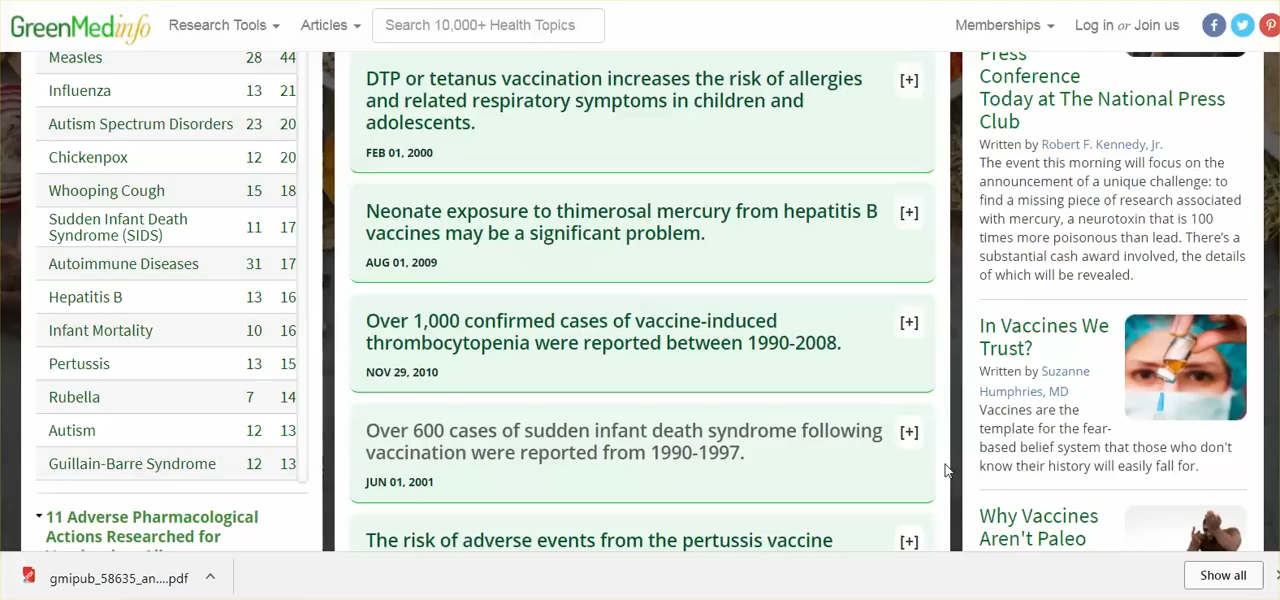 GreenMedinfo
Research Tools
Articles
Search 10,000+ Health Topics
Memberships
Log in or Join us
Measles 28 44
Influenza 13 21
Autism Spectrum Disorders 23 20
Chickenpox 12 20
Whooping Cough 15 18
Sudden Infant Death
Syndrome (SIDS) 11 17
Autoimmune Diseases 31 17
Hepatitis B 13 16
Infant Mortality 10 16
Pertussis 13 15
Rubella 7 14
Autism 12 13
Guillain-Barre Syndrome 12 13
11 Adverse Pharmacological
Actions Researched for
DTP or tetanus vaccination increases the risk of allergies
and related respiratory symptoms in children and
adolescents.
[+]
FEB 01, 2000
Neonate exposure to thimerosal mercury from hepatitis B
vaccines may be a significant problem.
[+]
AUG 01, 2009
Over 1,000 confirmed cases of vaccine-induced
thrombocytopenia were reported between 1990-2008.
[+]
NOV 29, 2010
Over 600 cases of sudden infant death syndrome following
vaccination were reported from 1990-1997.
[+]
JUN 01, 2001
The risk of adverse events from the pertussis vaccine
[+]
Press
Conference
Today at The National Press
Club
Written by Robert F. Kennedy, Jr.
The event this morning will focus on the
announcement of a unique challenge: to
find a missing piece of research associated
with mercury, a neurotoxin that is 100
times more poisonous than lead. There's a
substantial cash award involved, the details
of which will be revealed.
In Vaccines We
Trust?
Written by Suzanne
Humphries, MD
Vaccines are the
template for the fear-
based belief system that those who don't
know their history will easily fall for.
Why Vaccines
Aren't Paleo
gmipub_58635_an....pdf
Show all